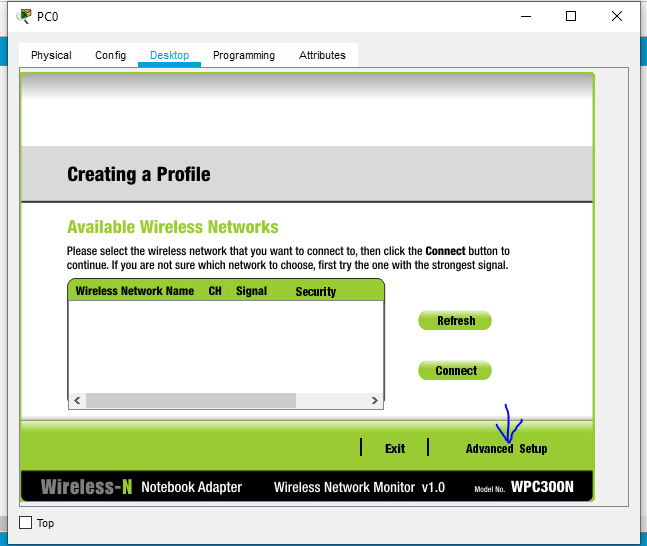 PC0
Physical Config Desktop Programming Attributes
Creating a Profile
Available Wireless Networks
Please select the wireless network that you want to connect to, then click the Connect button to
continue. If you are not sure which network to choose, first try the one with the strongest signal.
Wireless Network Name CH Signal Security
Refresh
Connect
Exit Advanced Setup
Wireless-N Notebook Adapter Wireless Network Monitor v1.0 Model No. WPC300N
Top